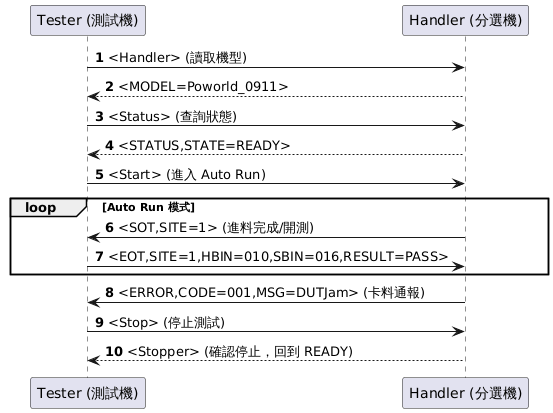 Tester (測試機) Handler (分選機)
1 <Handler> (讀取機型)
2 <MODEL=Poworld_0911>
3 <Status> (查詢狀態)
4 <STATUS,STATE=READY>
5 <Start> (進入 Auto Run)
loop [Auto Run 模式]
6 <SOT,SITE=1> (進料完成/開測)
7 <EOT,SITE=1,HBIN=010,SBIN=016,RESULT=PASS>
8 <ERROR,CODE=001,MSG=DUTJam> (卡料通報)
9 <Stop> (停止測試)
10 <Stopper> (確認停止，回到 READY)
Tester (測試機) Handler (分選機)